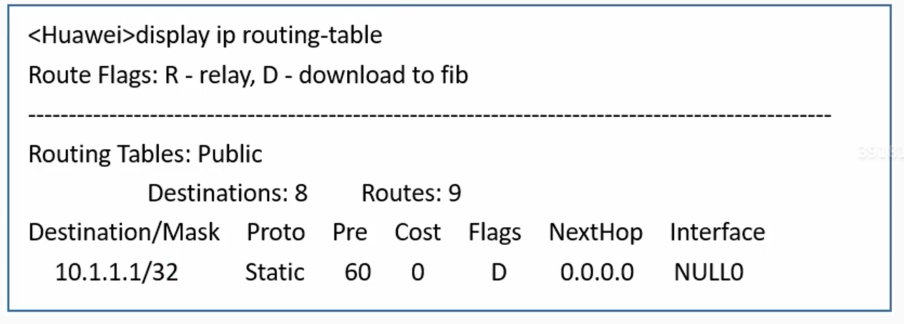 <Huawei>display ip routing-table
Route Flags: R - relay, D - download to fib
------------------------------------------------------------------------------------------------
Routing Tables: Public
Destinations: 8 Routes: 9
Destination/Mask Proto Pre Cost Flags NextHop Interface
10.1.1.1/32 Static 60 0 D 0.0.0.0 NULL0